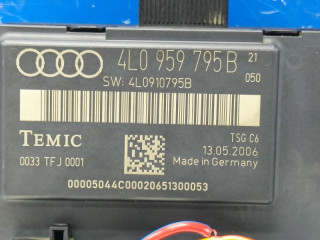 4L0 959 795 B 21
050
SW: 4L0910795B
TEMIC
TSG C6
13.05.2006
0033 TFJ 0001
Made in Germany
00005044C00020651300053